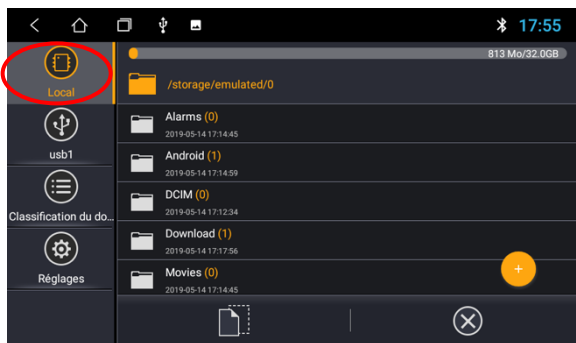 17:55
Local
usb1
Classification du do...
Réglages
813 Mo/32.0GB
/storage/emulated/0
Alarms (0)
2019-05-14 17:14:45
Android (1)
2019-05-14 17:14:59
DCIM (0)
2019-05-14 17:12:34
Download (1)
2019-05-14 17:17:56
Movies (0)
2019-05-14 17:14:45